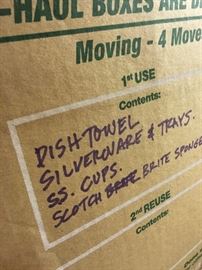 -HAUL BOXES ARE
Moving - 4 Move
1st USE
Contents:
DISH TOWEL
SILVERWARE & TRAYS.
SS. CUPS.
SCOTCH BRITE SPONGE
2nd REUSE
Contents: